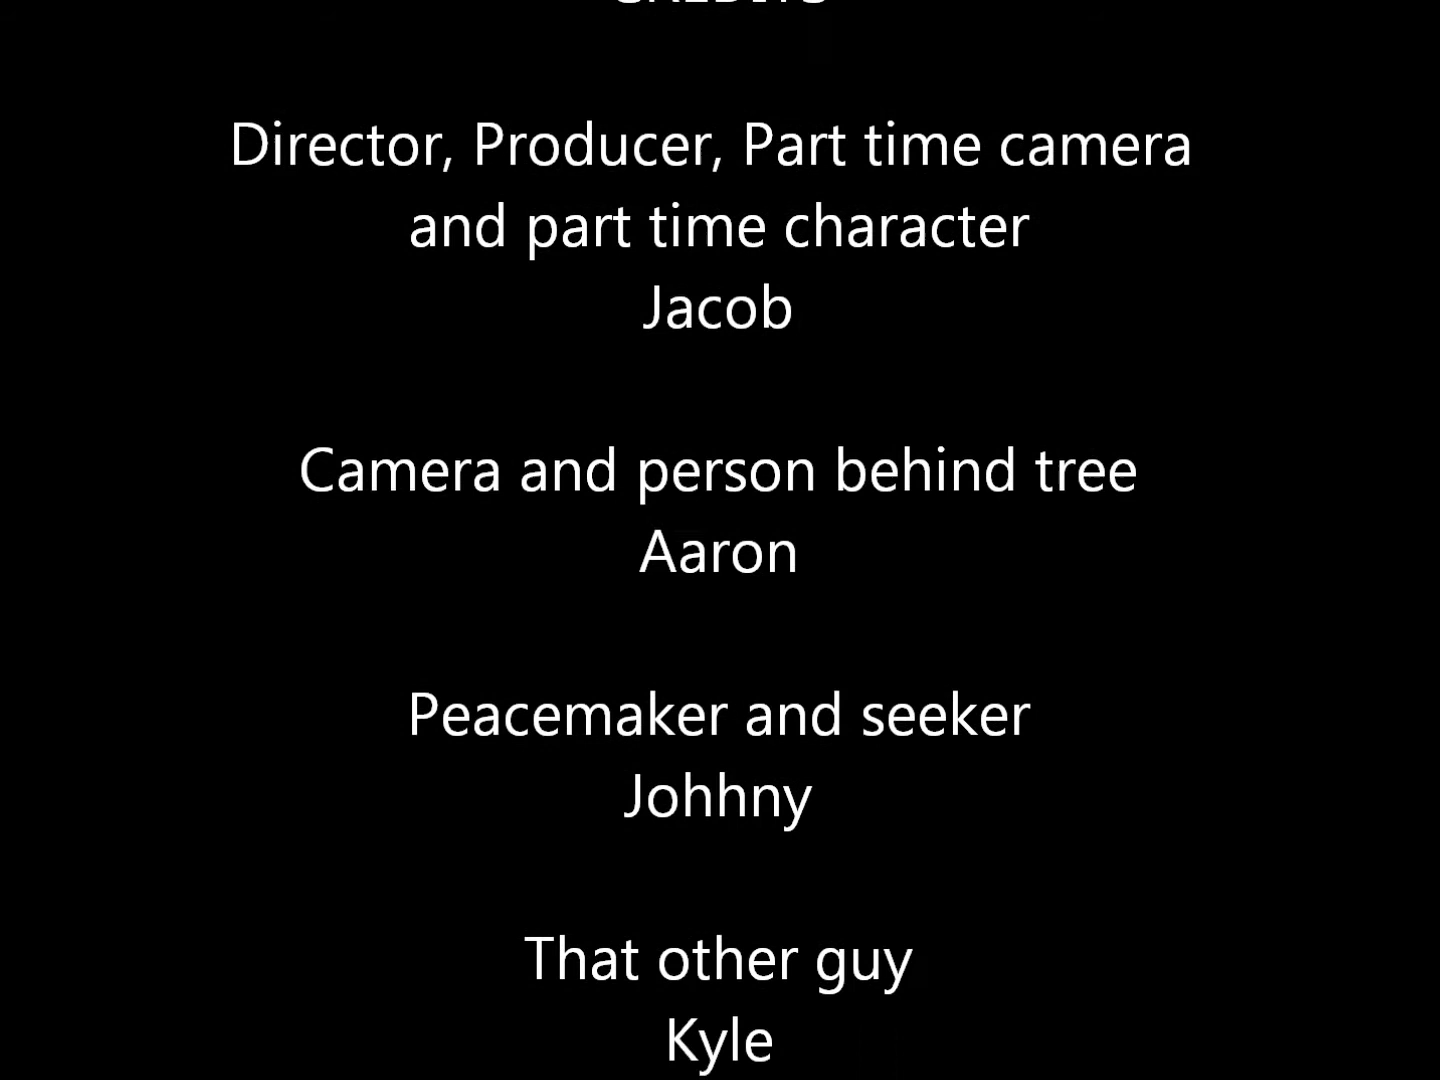 CREDITS
Director, Producer, Part time camera
and part time character
Jacob
Camera and person behind tree
Aaron
Peacemaker and seeker
Johhny
That other guy
Kyle